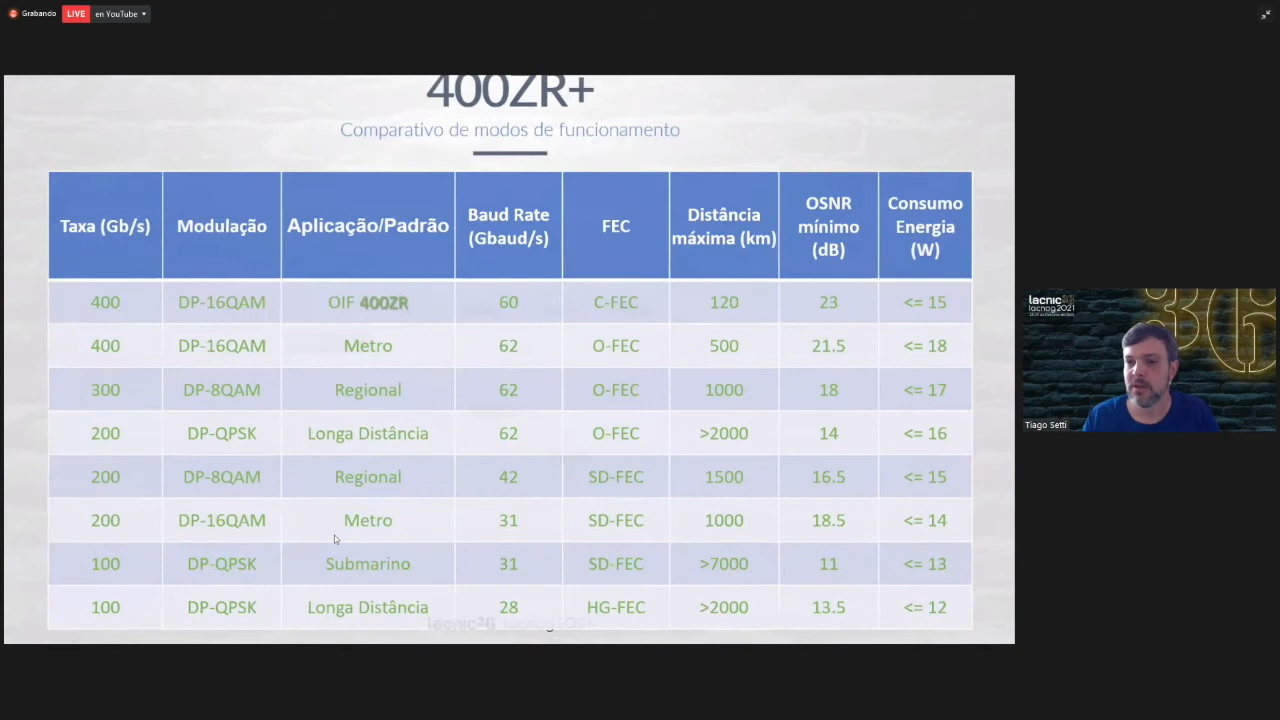 Grabando
LIVE
en YouTube
400ZR+
Comparativo de modos de funcionamento
Taxa (Gb/s) Modulação Aplicação/Padrão Baud Rate (Gbaud/s) FEC Distância máxima (km) OSNR mínimo (dB) Consumo Energia (W)
400 DP-16QAM OIF 400ZR 60 C-FEC 120 23 <= 15
400 DP-16QAM Metro 62 O-FEC 500 21.5 <= 18
300 DP-8QAM Regional 62 O-FEC 1000 18 <= 17
200 DP-QPSK Longa Distância 62 O-FEC >2000 14 <= 16
200 DP-8QAM Regional 42 SD-FEC 1500 16.5 <= 15
200 DP-16QAM Metro 31 SD-FEC 1000 18.5 <= 14
100 DP-QPSK Submarino 31 SD-FEC >7000 11 <= 13
100 DP-QPSK Longa Distância 28 HG-FEC >2000 13.5 <= 12
lacnic36 lacnog2021
lacnic36
lacnog2021
36
Tiago Setti